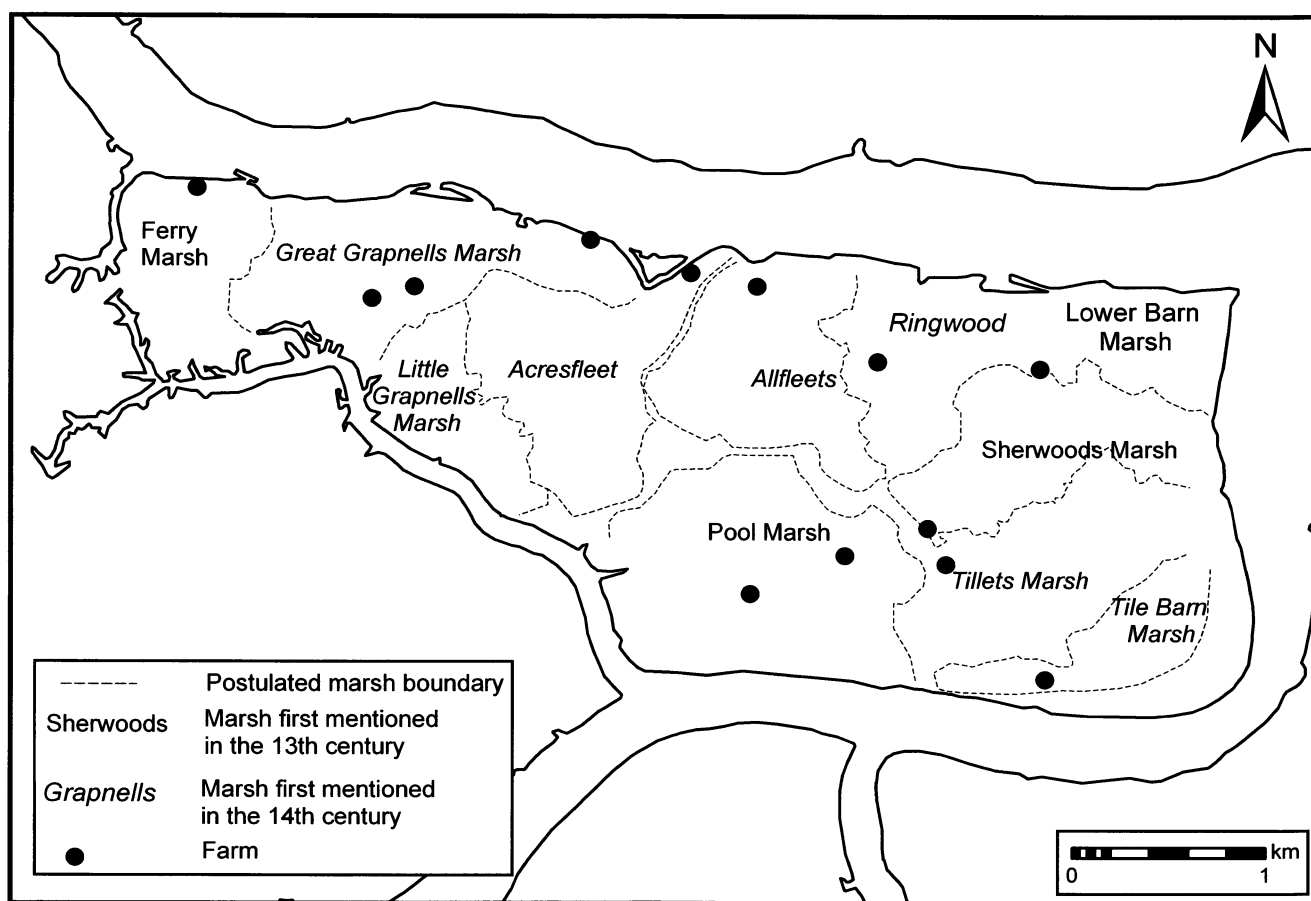 N
Ferry
Marsh
Great Grapnells Marsh
Ringwood
Lower Barn
Marsh
Little
Grapnells
Marsh
Acresfleet
Allfleets
Sherwoods Marsh
Pool Marsh
Tillets Marsh
Tile Barn
Marsh
Postulated marsh boundary
Sherwoods
Marsh first mentioned
in the 13th century
Grapnells
Marsh first mentioned
in the 14th century
Farm
km
0
1